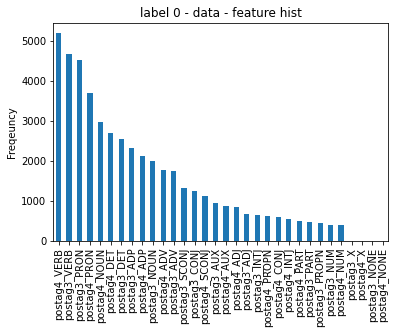 label 0 - data - feature hist
Freqeuncy
5000
4000
3000
2000
1000
0
postag4_VERB
postag3_VERB
postag3_PRON
postag4_PRON
postag4_NOUN
postag4_DET
postag3_DET
postag3_ADP
postag4_ADP
postag3_NOUN
postag4_ADV
postag3_ADV
postag3_SCONJ
postag3_CONJ
postag4_SCONJ
postag3_AUX
postag4_AUX
postag4_ADJ
postag3_ADJ
postag3_INTJ
postag4_PROPN
postag4_CONJ
postag4_INTJ
postag4_PART
postag3_PART
postag3_PROPN
postag3_NUM
postag4_NUM
postag3_X
postag4_X
postag3_NONE
postag4_NONE